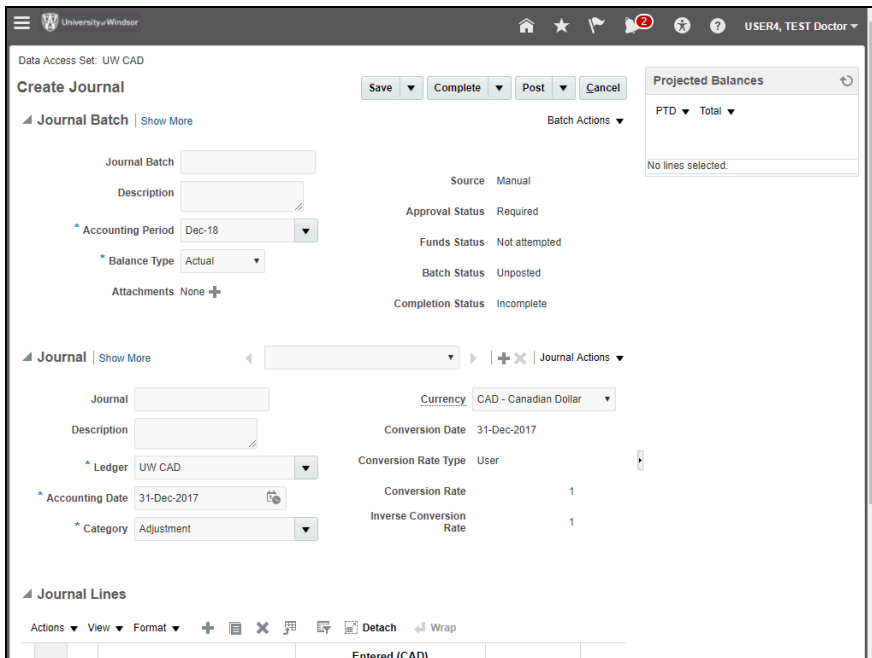 University of Windsor
2
USER4, TEST Doctor
Data Access Set: UW CAD
Create Journal
Save
Complete
Post
Cancel
Projected Balances
PTD Total
No lines selected.
Journal Batch Show More
Batch Actions
Journal Batch
Description
* Accounting Period Dec-18
* Balance Type Actual
Attachments None
Source Manual
Approval Status Required
Funds Status Not attempted
Batch Status Unposted
Completion Status Incomplete
Journal Show More
Journal Actions
Journal
Description
* Ledger UW CAD
* Accounting Date 31-Dec-2017
* Category Adjustment
Currency CAD - Canadian Dollar
Conversion Date 31-Dec-2017
Conversion Rate Type User
Conversion Rate 1
Inverse Conversion
Rate 1
Journal Lines
Actions View Format Detach Wrap
Entered (CAD)